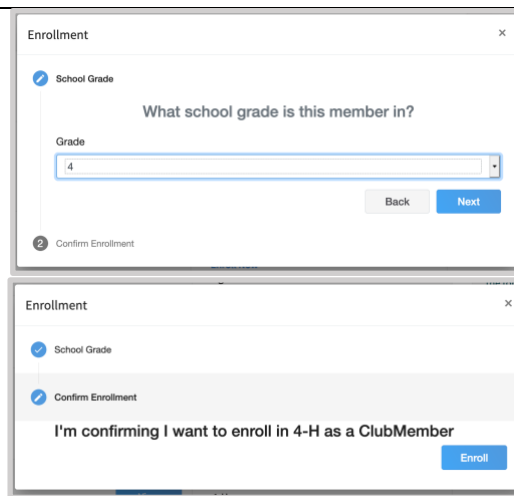 Enrollment ×
School Grade
What school grade is this member in?
Grade
4
Back Next
2 Confirm Enrollment
Enrollment ×
School Grade
Confirm Enrollment
I'm confirming I want to enroll in 4-H as a ClubMember
Enroll